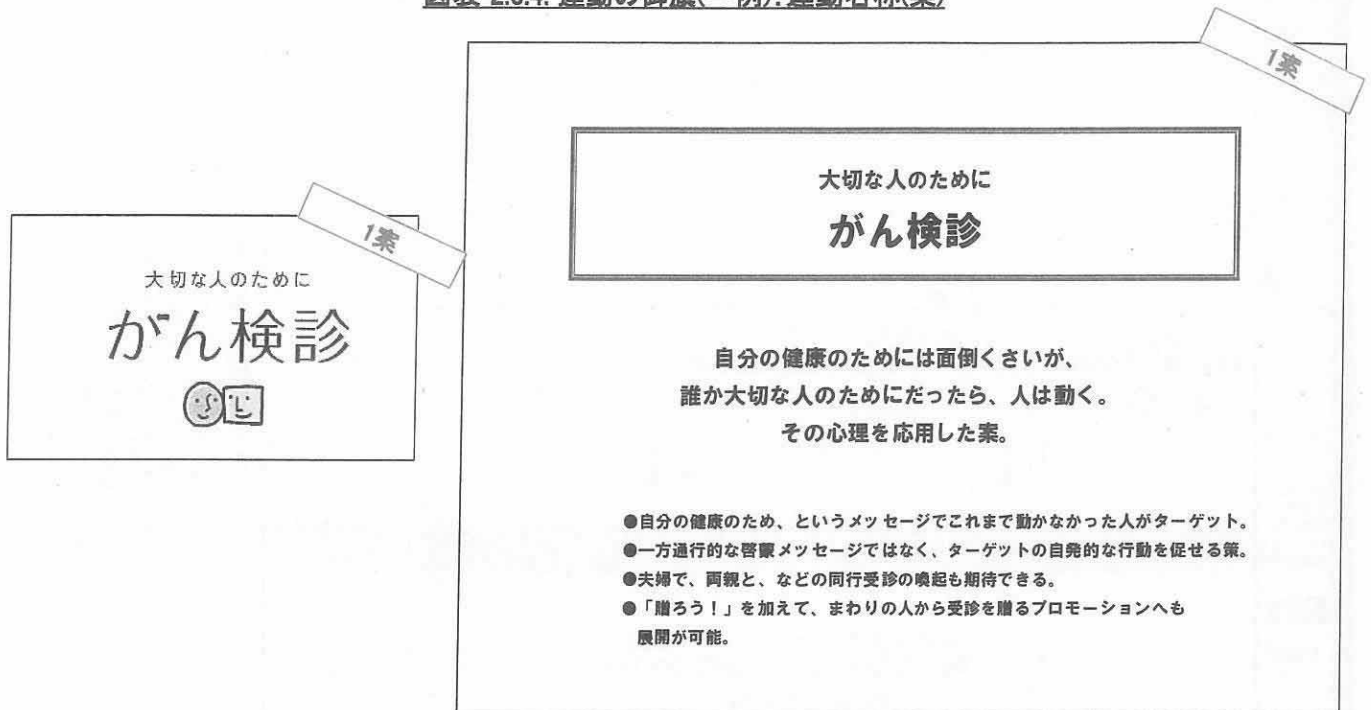 1案
大切な人のために
がん検診
1案
大切な人のために
がん検診
自分の健康のためには面倒くさいが、
誰か大切な人のためにだったら、人は動く。
その心理を応用した案。
●自分の健康のため、というメッセージでこれまで動かなかった人がターゲット。
●一方通行的な啓蒙メッセージではなく、ターゲットの自発的な行動を促せる策。
●夫婦で、両親と、などの同行受診の喚起も期待できる。
●「贈ろう！」を加えて、まわりの人から受診を贈るプロモーションへも
展開が可能。